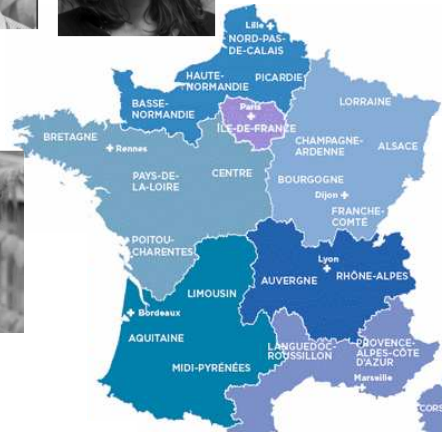 Lille
NORD-PAS-
DE-CALAIS
HAUTE-
NORMANDIE
PICARDIE
BASSE-
NORMANDIE
Paris
ÎLE-DE-FRANCE
LORRAINE
CHAMPAGNE-
ARDENNE
ALSACE
BRETAGNE
Rennes
PAYS-DE-
LA-LOIRE
CENTRE
BOURGOGNE
Dijon
FRANCHE-
COMTÉ
POITOU-
CHARENTES
LIMOUSIN
Lyon
AUVERGNE
RHÔNE-ALPES
Bordeaux
AQUITAINE
MIDI-PYRÉNÉES
LANGUEDOC-
ROUSSILLON
PROVENCE-
ALPES-CÔTE
D'AZUR
Marseille
CORS